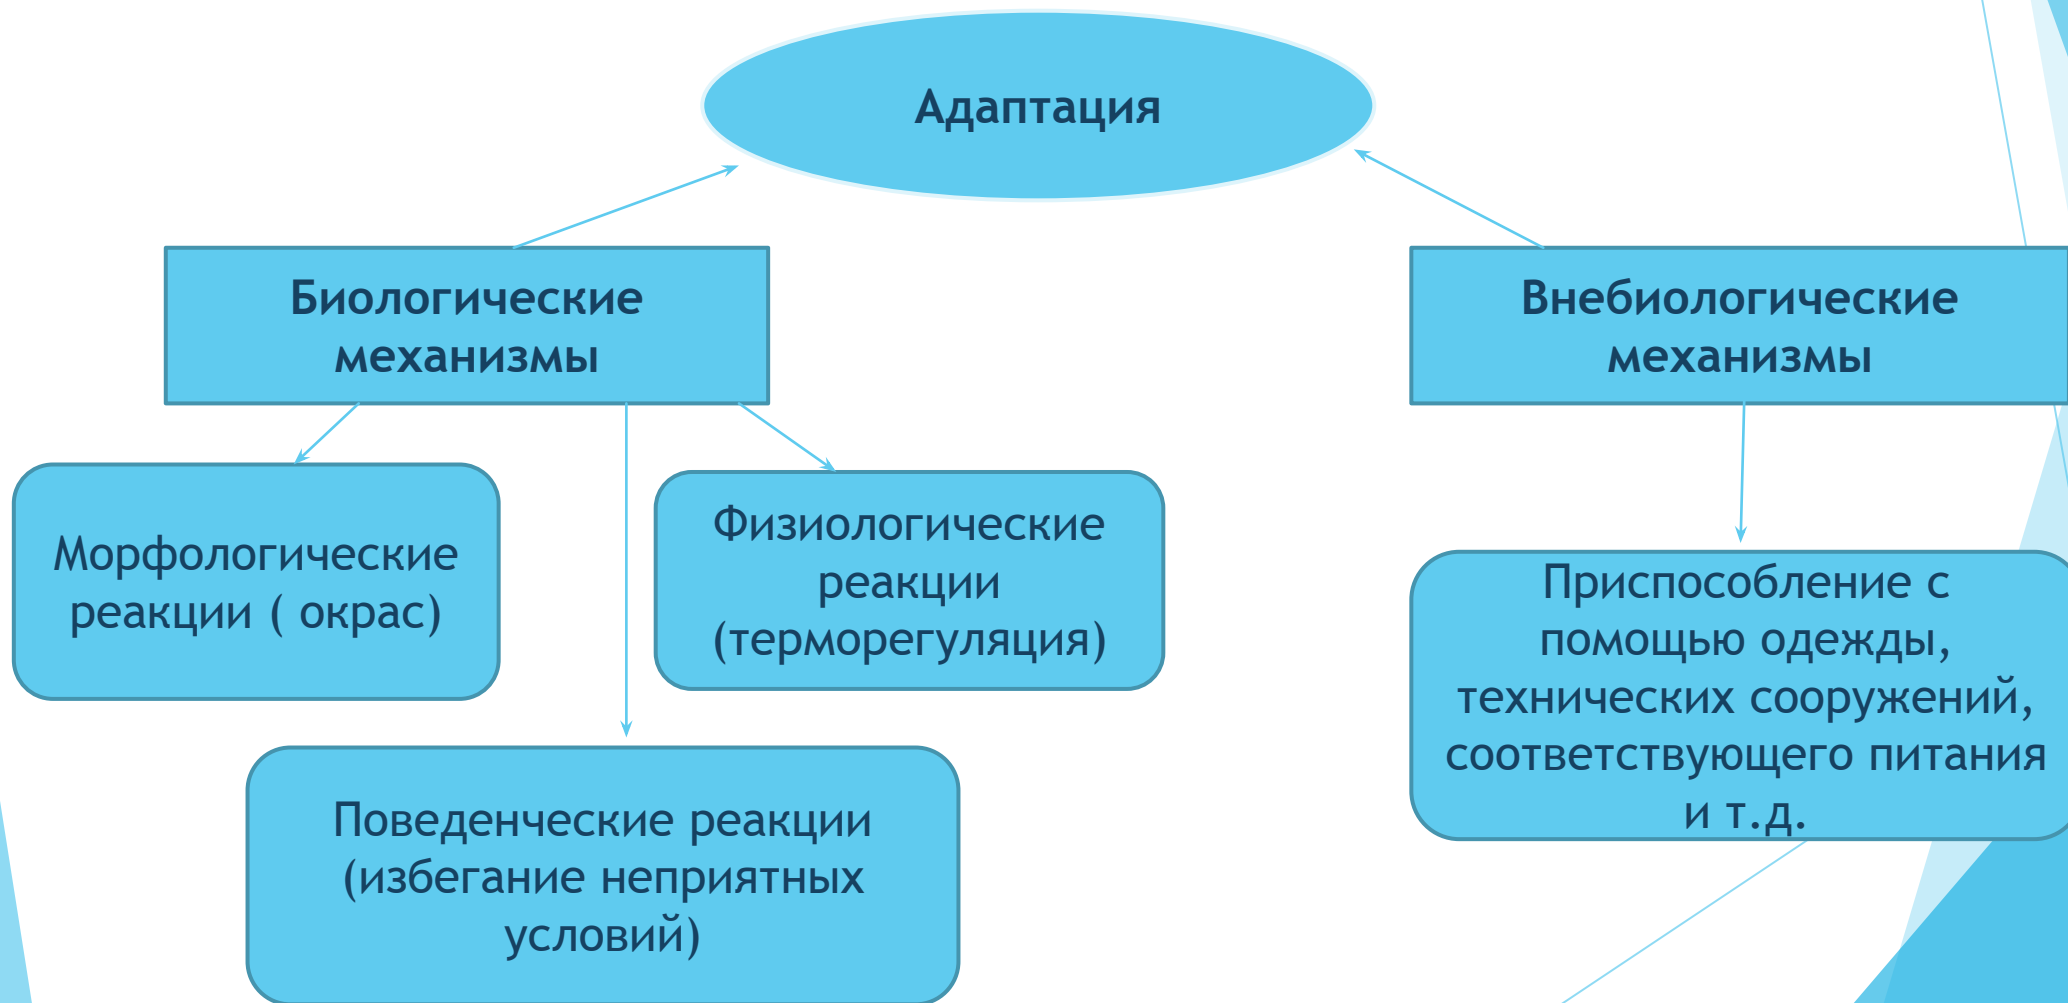 Адаптация
Биологические
механизмы
Внебиологические
механизмы
Морфологические
реакции ( окрас)
Физиологические
реакции
(терморегуляция)
Приспособление с
помощью одежды,
технических сооружений,
соответствующего питания
и т.д.
Поведенческие реакции
(избегание неприятных
условий)